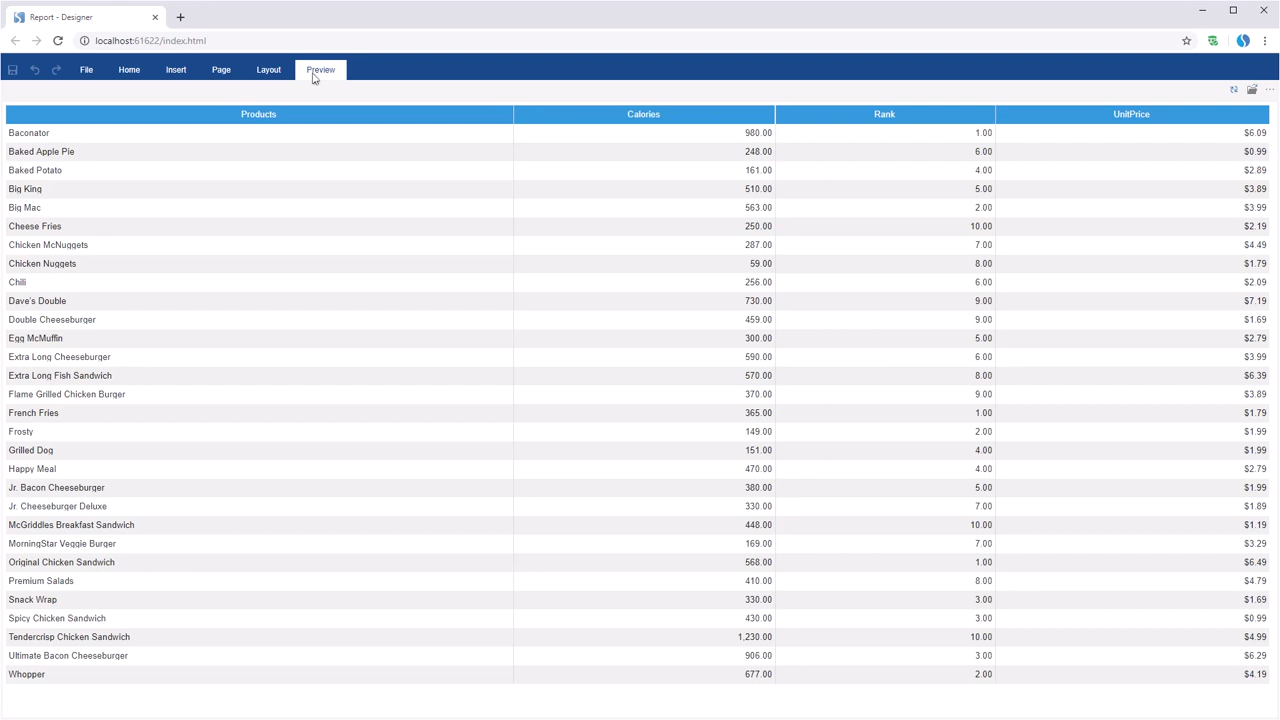 Report - Designer
localhost:61622/index.html
File Home Insert Page Layout Preview
Products Calories Rank UnitPrice
Baconator 980.00 1.00 $6.09
Baked Apple Pie 248.00 6.00 $0.99
Baked Potato 161.00 4.00 $2.89
Big King 510.00 5.00 $3.89
Big Mac 563.00 2.00 $3.99
Cheese Fries 250.00 10.00 $2.19
Chicken McNuggets 287.00 7.00 $4.49
Chicken Nuggets 59.00 8.00 $1.79
Chili 256.00 6.00 $2.09
Dave's Double 730.00 9.00 $7.19
Double Cheeseburger 459.00 9.00 $1.69
Egg McMuffin 300.00 5.00 $2.79
Extra Long Cheeseburger 590.00 6.00 $3.99
Extra Long Fish Sandwich 570.00 8.00 $6.39
Flame Grilled Chicken Burger 370.00 9.00 $3.89
French Fries 365.00 1.00 $1.79
Frosty 149.00 2.00 $1.99
Grilled Dog 151.00 4.00 $1.99
Happy Meal 470.00 4.00 $2.79
Jr. Bacon Cheeseburger 380.00 5.00 $1.99
Jr. Cheeseburger Deluxe 330.00 7.00 $1.89
McGriddles Breakfast Sandwich 448.00 10.00 $1.19
MorningStar Veggie Burger 169.00 7.00 $3.29
Original Chicken Sandwich 568.00 1.00 $6.49
Premium Salads 410.00 8.00 $4.79
Snack Wrap 330.00 3.00 $1.69
Spicy Chicken Sandwich 430.00 3.00 $0.99
Tendercrisp Chicken Sandwich 1,230.00 10.00 $4.99
Ultimate Bacon Cheeseburger 906.00 3.00 $6.29
Whopper 677.00 2.00 $4.19